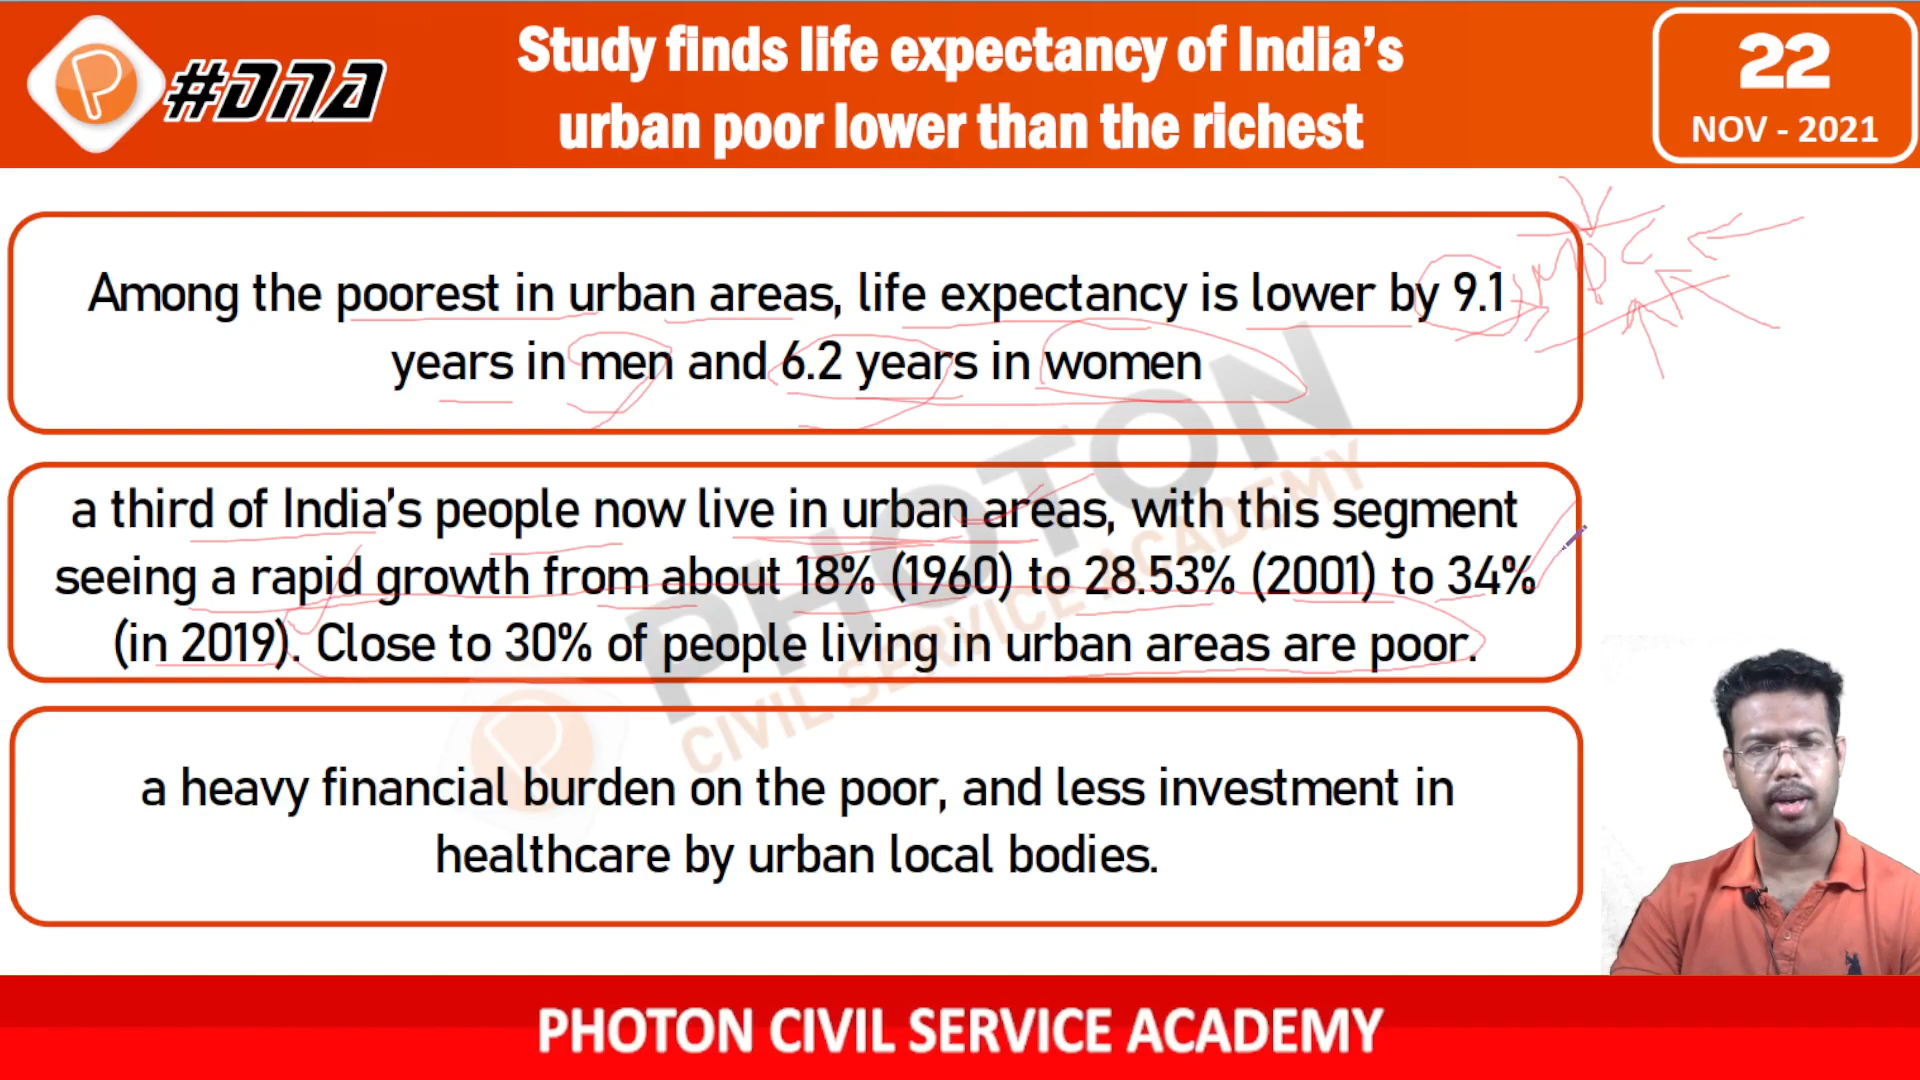 #DNA
Study finds life expectancy of India's
urban poor lower than the richest
22
NOV - 2021
Among the poorest in urban areas, life expectancy is lower by 9.1
years in men and 6.2 years in women
a third of India's people now live in urban areas, with this segment
seeing a rapid growth from about 18% (1960) to 28.53% (2001) to 34%
(in 2019). Close to 30% of people living in urban areas are poor.
a heavy financial burden on the poor, and less investment in
healthcare by urban local bodies.
PHOTON
CIVIL SERVICE ACADEMY
PHOTON CIVIL SERVICE ACADEMY